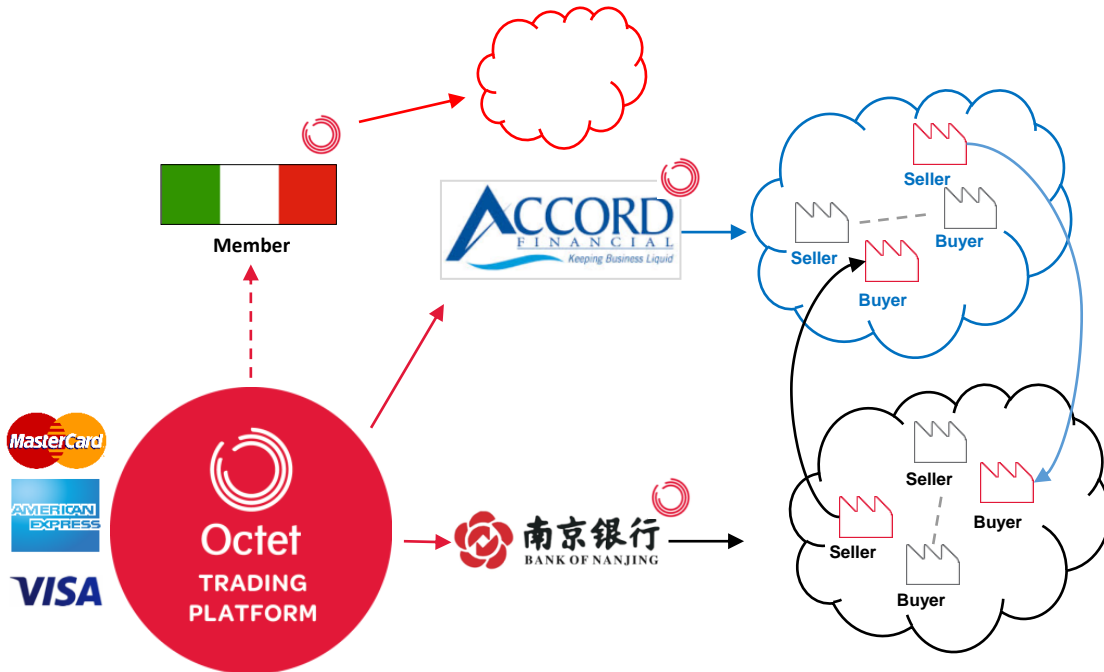 Member
ACCORD
FINANCIAL
Keeping Business Liquid
Seller
Seller
Buyer
Buyer
MasterCard
AMERICAN
EXPRESS
VISA
Octet
TRADING
PLATFORM
南京银行
BANK OF NANJING
Seller
Buyer
Seller
Buyer